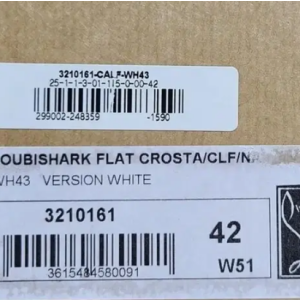 3210161-CALF-WH43
25-1-1-3-01-115-0-00-42
299002-248359 -1590
OUBISHARK FLAT CROSTA/CLF/N.
WH43 VERSION WHITE
3210161
42
3615484580091
W51